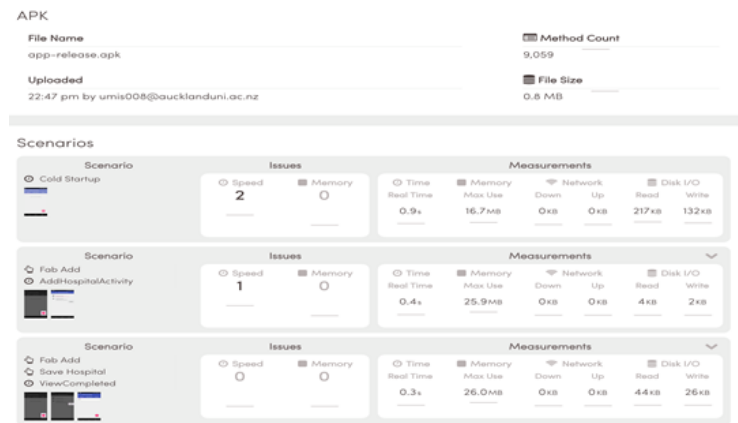 APK
File Name
Method Count
app-release.apk
9,059
Uploaded
File Size
22:47 pm by umis008@aucklanduni.ac.nz
0.8 MB
Scenarios
Scenario Issues Measurements
Cold Startup
Speed Memory Time Memory Network Disk I/O
2 0 Real Time Max Use Down Up Read Write
0.9s 16.7MB 0KB 0KB 217KB 132KB
Scenario Issues Measurements
Fab Add
AddHospitalActivity
Speed Memory Time Memory Network Disk I/O
1 0 Real Time Max Use Down Up Read Write
0.4s 25.9MB 0KB 0KB 4KB 2KB
Scenario Issues Measurements
Fab Add
Save Hospital
ViewCompleted
Speed Memory Time Memory Network Disk I/O
0 0 Real Time Max Use Down Up Read Write
0.3s 26.0MB 0KB 0KB 44KB 26KB